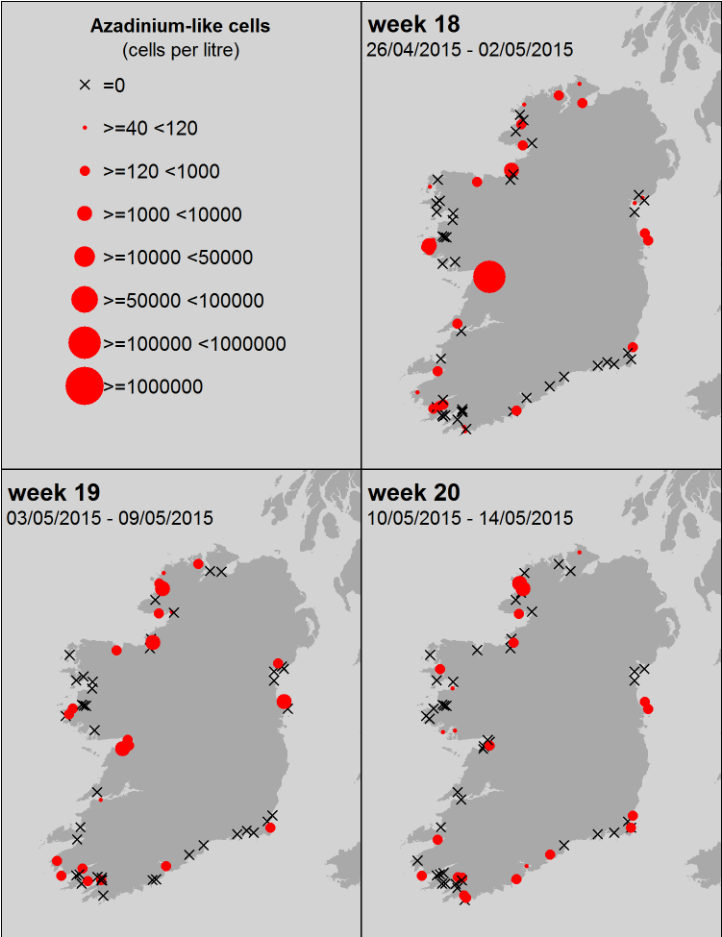 Azadinium-like cells
(cells per litre)
=0
>=40 <120
>=120 <1000
>=1000 <10000
>=10000 <50000
>=50000 <100000
>=100000 <1000000
>=1000000
week 18
26/04/2015 - 02/05/2015
week 19
03/05/2015 - 09/05/2015
week 20
10/05/2015 - 14/05/2015